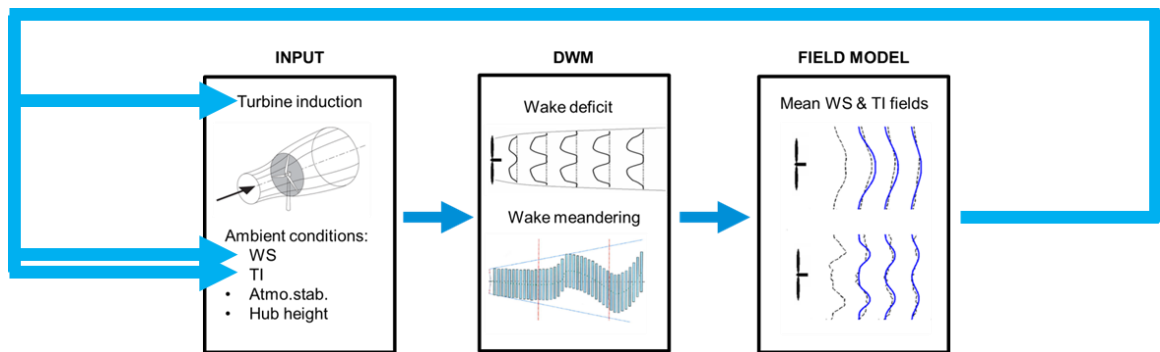 INPUT
Turbine induction
Ambient conditions:
WS
TI
• Atmo.stab.
• Hub height
DWM
Wake deficit
Wake meandering
FIELD MODEL
Mean WS & TI fields